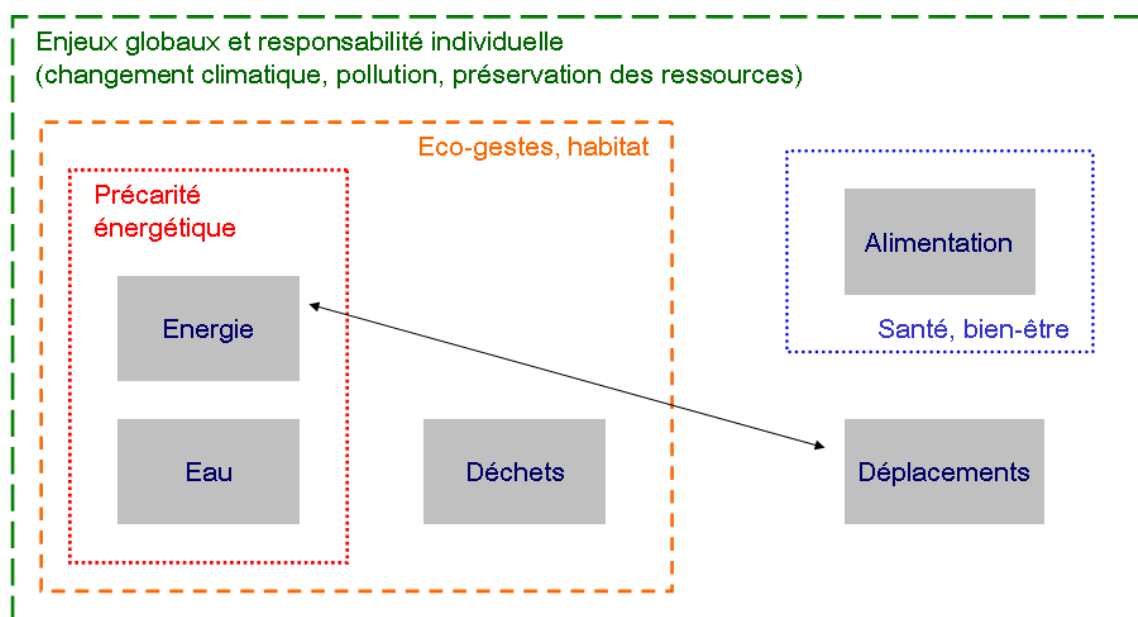 Enjeux globaux et responsabilité individuelle
(changement climatique, pollution, préservation des ressources)
Eco-gestes, habitat
Précarité
énergétique
Energie
Eau
Déchets
Alimentation
Santé, bien-être
Déplacements